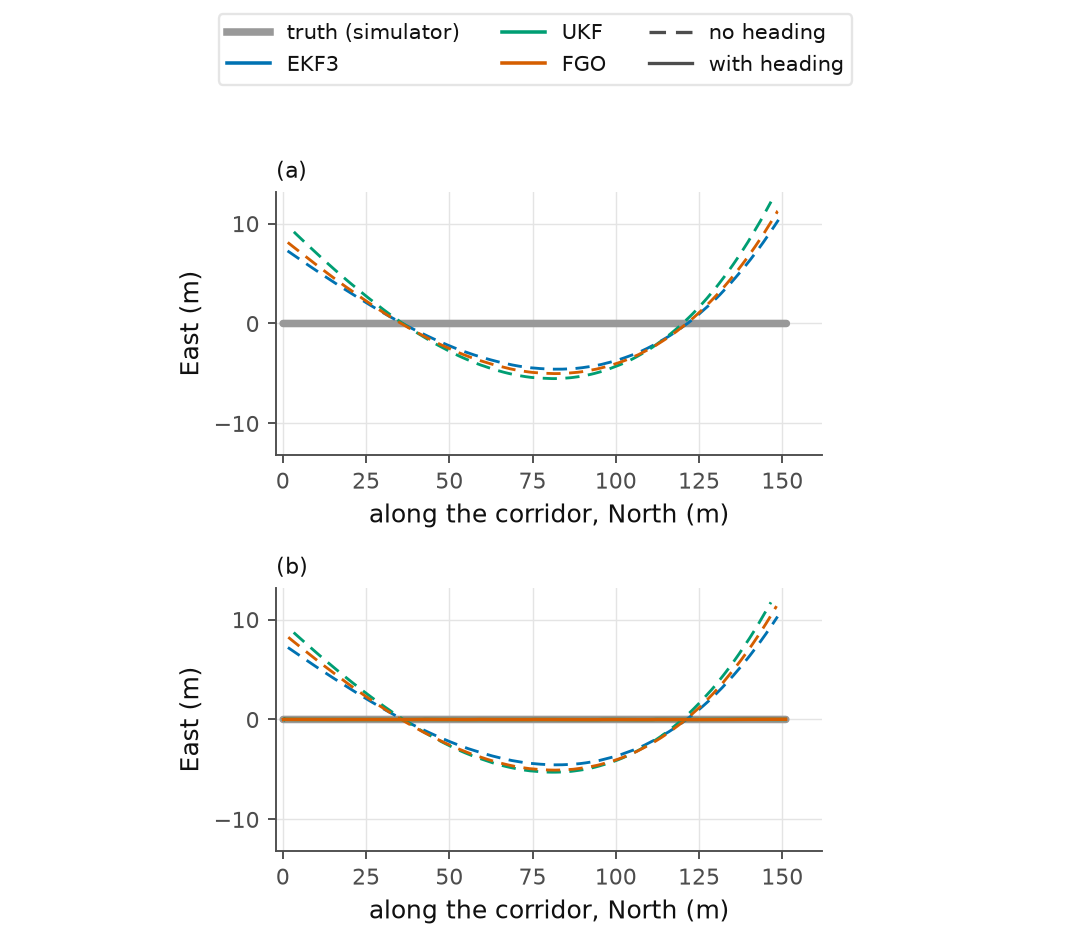 truth (simulator) UKF no heading
EKF3 FGO with heading
(a)
10
0
−10
East (m)
0 25 50 75 100 125 150
along the corridor, North (m)
(b)
10
0
−10
East (m)
0 25 50 75 100 125 150
along the corridor, North (m)